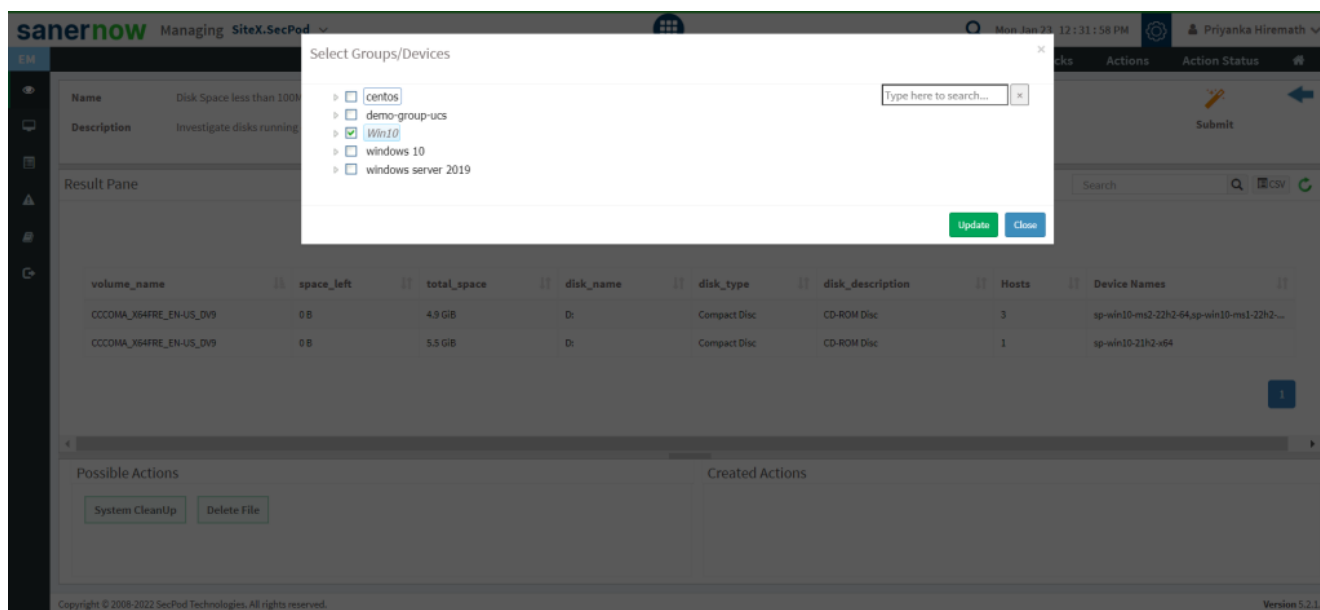 sanernow Managing SiteX.SecPod Mon Jan 23, 12:31:58 PM Priyanka Hiremath
EM Actions Action Status
Select Groups/Devices ×
centos
demo-group-ucs
Win10
windows 10
windows server 2019
Type here to search... ×
Update Close
Name Disk Space less than
Description Investigate disks running
Submit
Result Pane Search CSV
volume_name space_left total_space disk_name disk_type disk_description Hosts Device Names
CCCOMA_X64FRE_EN-US_DV9 0 B 4.9 GiB D: Compact Disc CD-ROM Disc 3 sp-win10-ms2-22h2-64,sp-win10-ms1-22h2-...
CCCOMA_X64FRE_EN-US_DV9 0 B 5.5 GiB D: Compact Disc CD-ROM Disc 1 sp-win10-21h2-x64
1
Possible Actions Created Actions
System CleanUp Delete File
Copyright © 2008-2022 SecPod Technologies. All rights reserved. Version 5.2.1